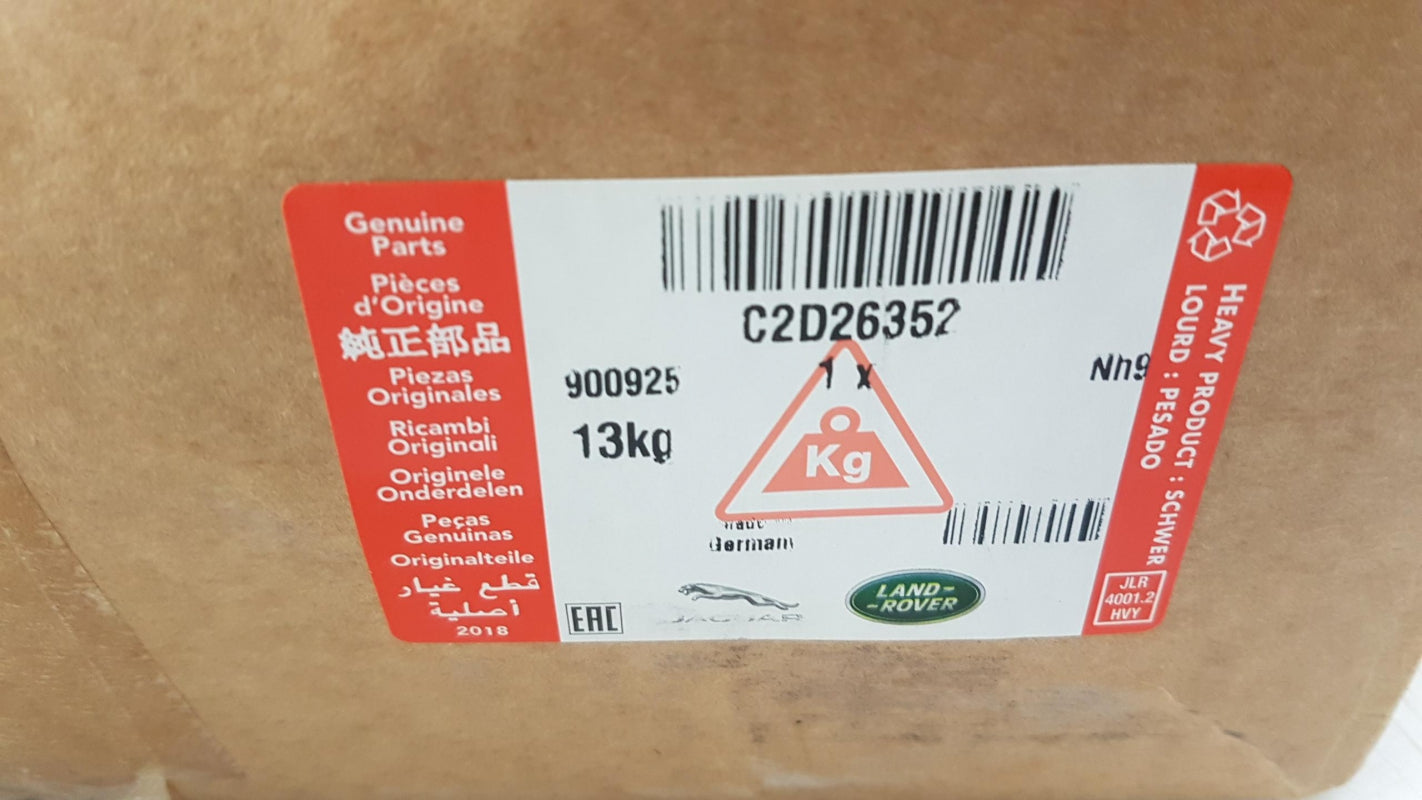 Genuine
Parts
Pièces
d'Origine
純正部品
Piezas
Originales
Ricambi
Originali
Originele
Onderdelen
Peças
Genuinas
Originalteile
قطع غيار
أصلية
2018
C2D26352
1 x
900925
Nh9
13kg
Kg
German
EAC
JAGUAR
LAND-
-ROVER
HEAVY PRODUCT : SCHWER
LOURD : PESADO
JLR
4001.2
HVY